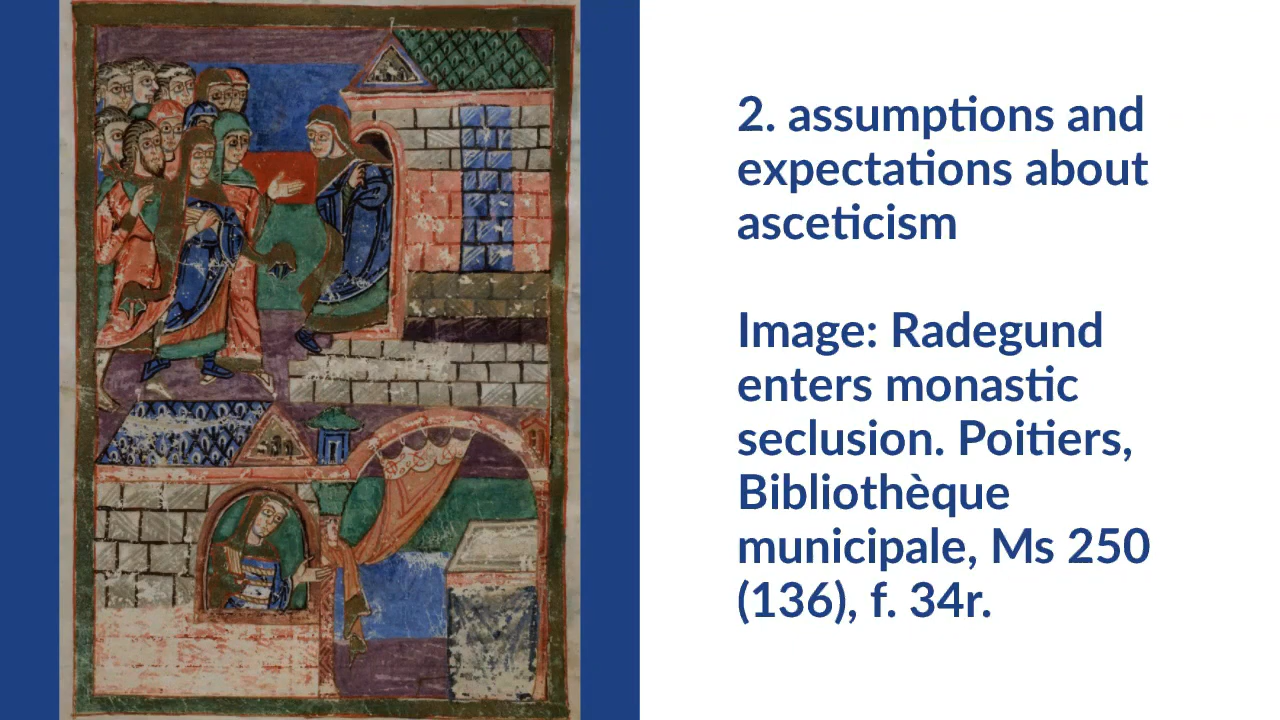 2. assumptions and
expectations about
asceticism
Image: Radegund
enters monastic
seclusion. Poitiers,
Bibliothèque
municipale, Ms 250
(136), f. 34r.